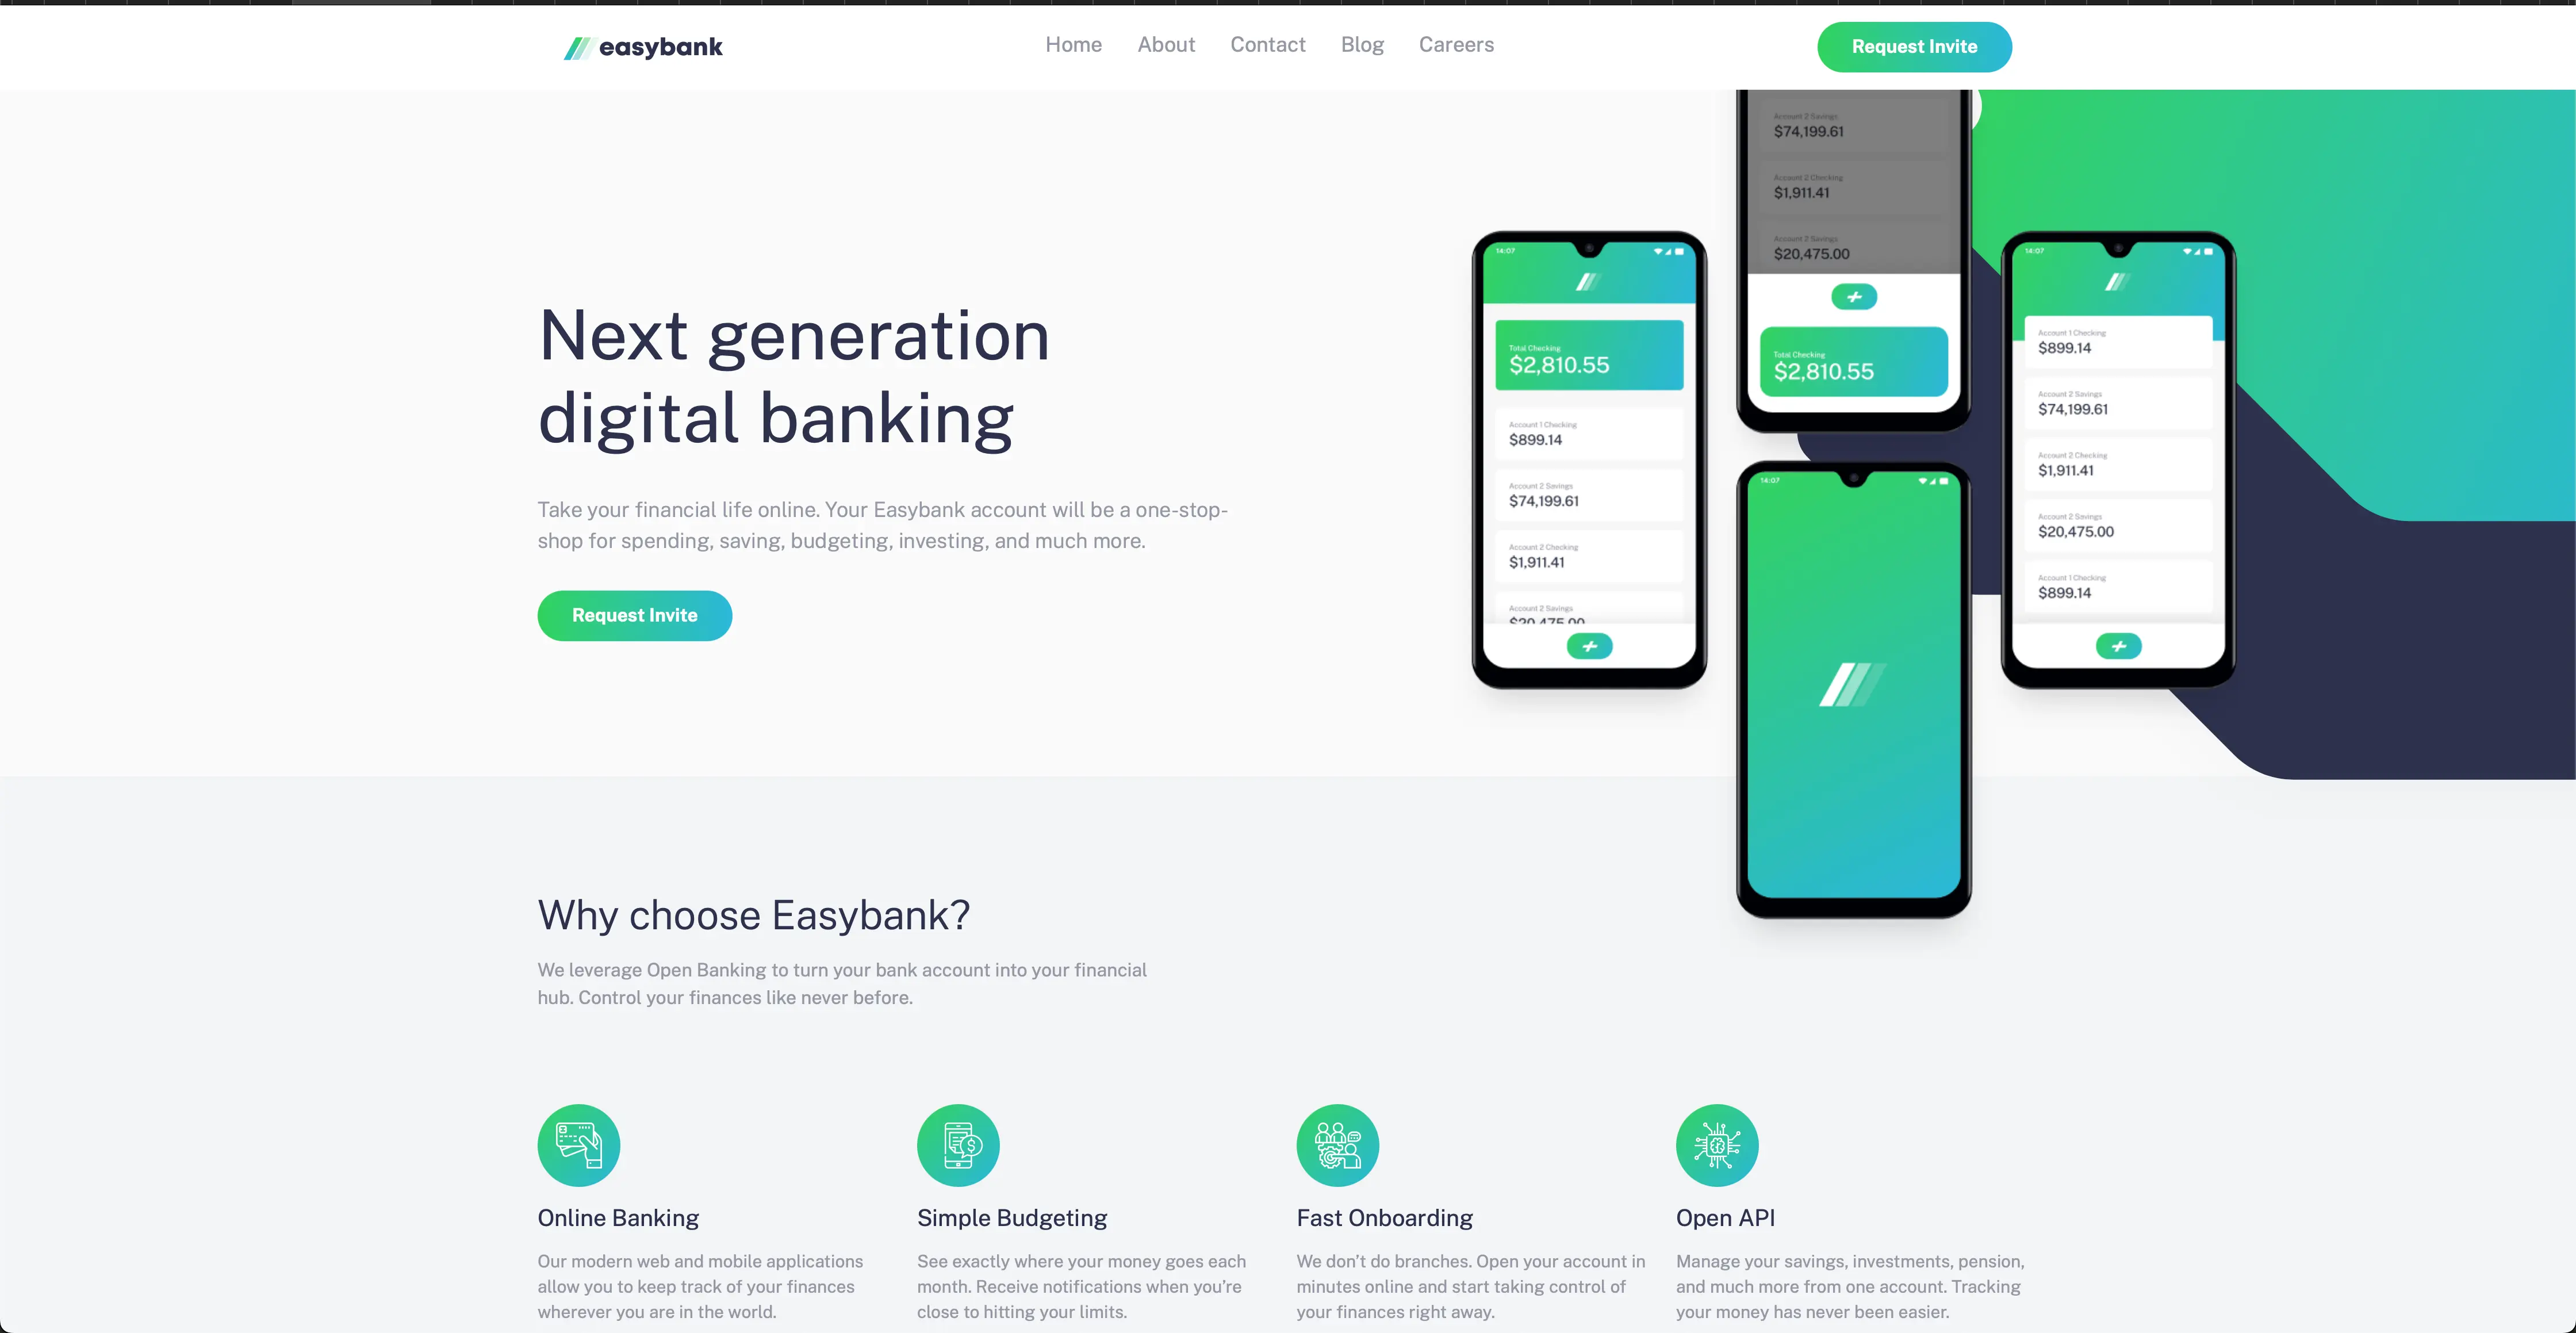 easybank
Home
About
Contact
Blog
Careers
Request Invite
Next generation
digital banking
Take your financial life online. Your Easybank account will be a one-stop-
shop for spending, saving, budgeting, investing, and much more.
Request Invite
14:07
Total Checking
$2,810.55
Account 1 Checking
$899.14
Account 2 Savings
$74,199.61
Account 2 Checking
$1,911.41
Account 2 Savings
$20,475.00
Account 2 Savings
$74,199.61
Account 2 Checking
$1,911.41
Account 2 Savings
$20,475.00
Total Checking
$2,810.55
14:07
14:07
Account 1 Checking
$899.14
Account 2 Savings
$74,199.61
Account 2 Checking
$1,911.41
Account 2 Savings
$20,475.00
Account 1 Checking
$899.14
Why choose Easybank?
We leverage Open Banking to turn your bank account into your financial
hub. Control your finances like never before.
Online Banking
Our modern web and mobile applications
allow you to keep track of your finances
wherever you are in the world.
Simple Budgeting
See exactly where your money goes each
month. Receive notifications when you’re
close to hitting your limits.
Fast Onboarding
We don’t do branches. Open your account in
minutes online and start taking control of
your finances right away.
Open API
Manage your savings, investments, pension,
and much more from one account. Tracking
your money has never been easier.